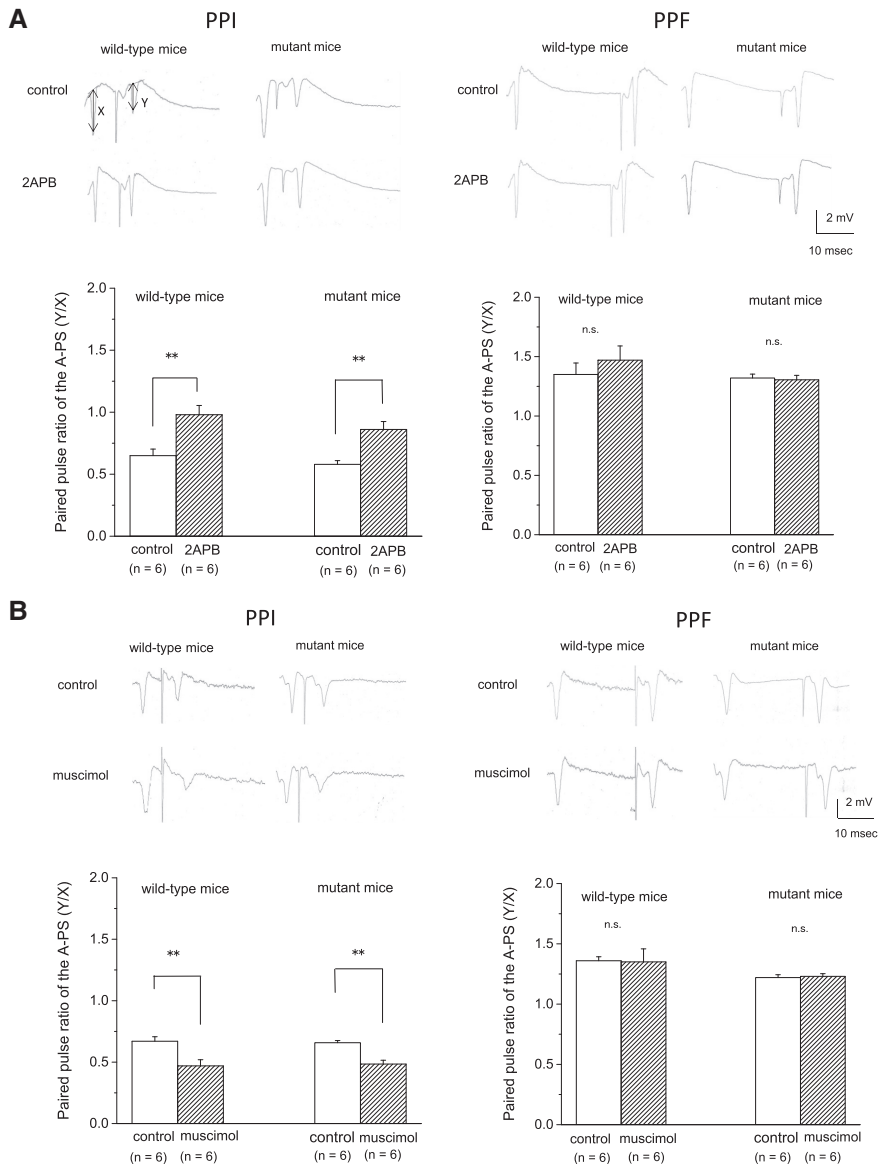 A
PPI
PPF
wild-type mice
mutant mice
wild-type mice
mutant mice
control
X
Y
control
2APB
2APB
2 mV
10 msec
Paired pulse ratio of the A-PS (Y/X)
2.0
1.5
1.0
0.5
0.0
wild-type mice
mutant mice
**
**
control
2APB
control
2APB
(n = 6)
(n = 6)
(n = 6)
(n = 6)
Paired pulse ratio of the A-PS (Y/X)
2.0
1.5
1.0
0.5
0.0
wild-type mice
mutant mice
n.s.
n.s.
control
2APB
control
2APB
(n = 6)
(n = 6)
(n = 6)
(n = 6)
B
PPI
PPF
wild-type mice
mutant mice
wild-type mice
mutant mice
control
control
muscimol
muscimol
2 mV
10 msec
Paired pulse ratio of the A-PS (Y/X)
2.0
1.5
1.0
0.5
0.0
wild-type mice
mutant mice
**
**
control
muscimol
control
muscimol
(n = 6)
(n = 6)
(n = 6)
(n = 6)
Paired pulse ratio of the A-PS (Y/X)
2.0
1.5
1.0
0.5
0.0
wild-type mice
mutant mice
n.s.
n.s.
control
muscimol
control
muscimol
(n = 6)
(n = 6)
(n = 6)
(n = 6)